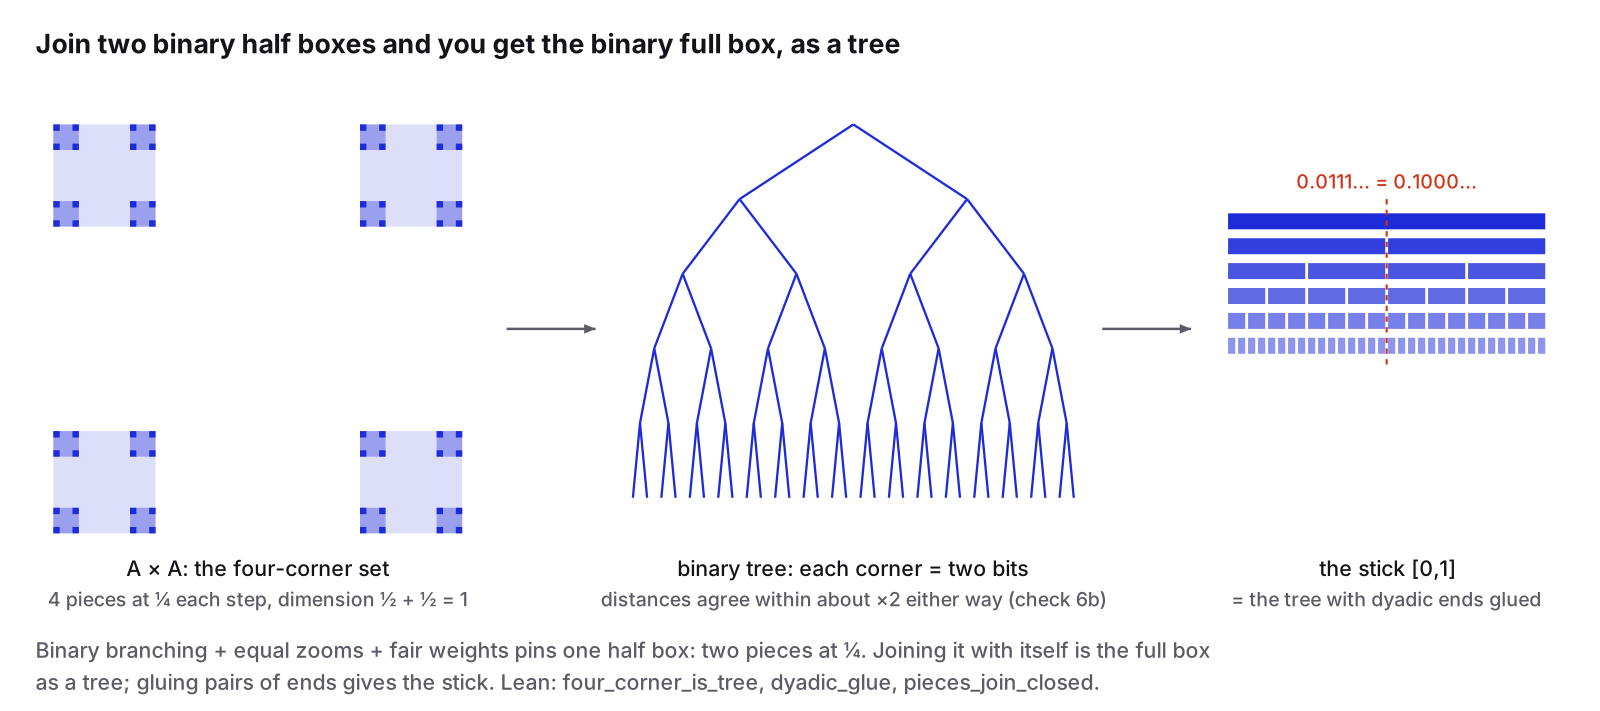 Join two binary half boxes and you get the binary full box, as a tree
0.0111... = 0.1000...
A × A: the four-corner set
4 pieces at ¼ each step, dimension ½ + ½ = 1
binary tree: each corner = two bits
distances agree within about ×2 either way (check 6b)
the stick [0,1]
= the tree with dyadic ends glued
Binary branching + equal zooms + fair weights pins one half box: two pieces at ¼. Joining it with itself is the full box
as a tree; gluing pairs of ends gives the stick. Lean: four_corner_is_tree, dyadic_glue, pieces_join_closed.